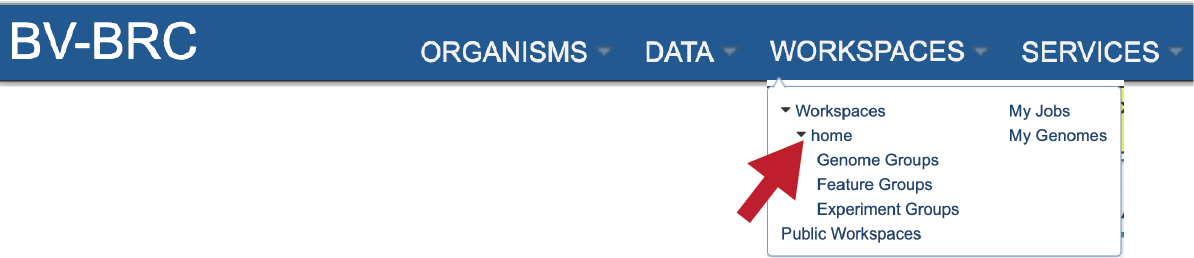 BV-BRC
ORGANISMS DATA WORKSPACES SERVICES
Workspaces My Jobs
home My Genomes
Genome Groups
Feature Groups
Experiment Groups
Public Workspaces